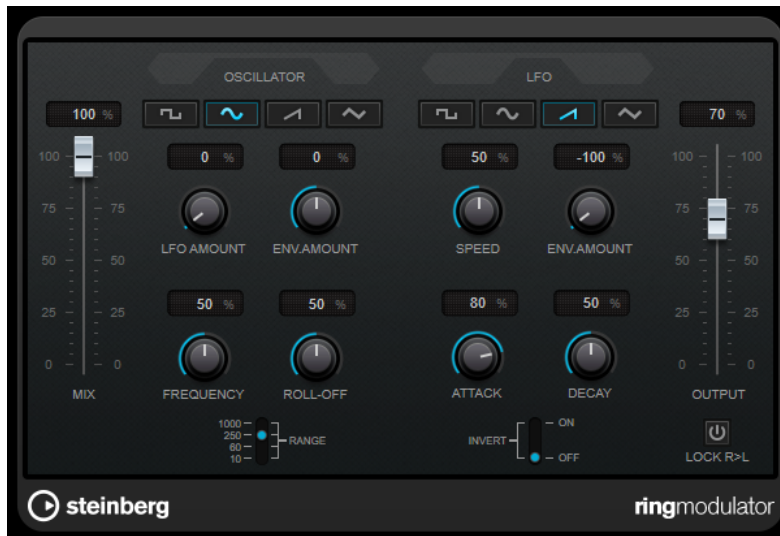 OSCILLATOR LFO
100 % 70 %
0 % 0 % 50 % -100 %
100 100 100 100
75 75 75 75
LFO AMOUNT ENV.AMOUNT SPEED ENV.AMOUNT
50 50 50 50
50 % 50 % 80 % 50 %
25 25 25 25
0 0 0 0
MIX FREQUENCY ROLL-OFF ATTACK DECAY OUTPUT
1000
250
60
10
RANGE
INVERT
ON
OFF
LOCK R>L
steinberg
ringmodulator